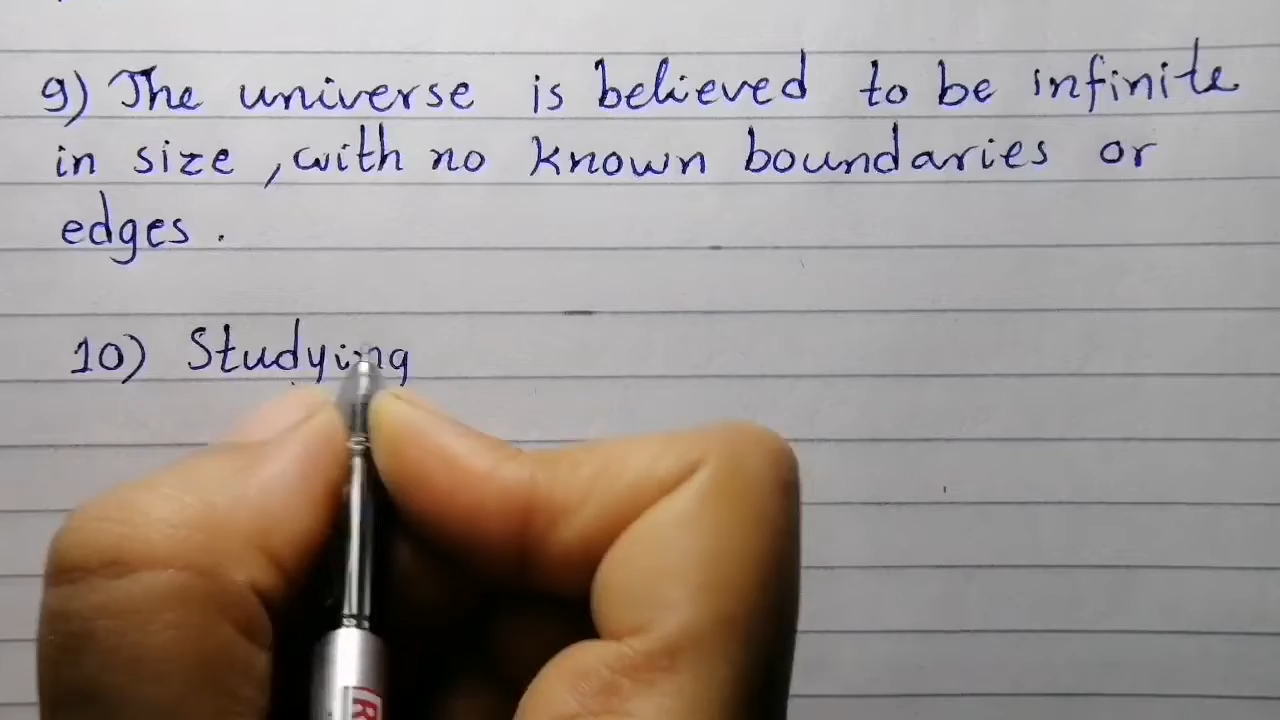 9) The universe is believed to be infinite
in size, with no known boundaries or
edges.
10) Studying
R